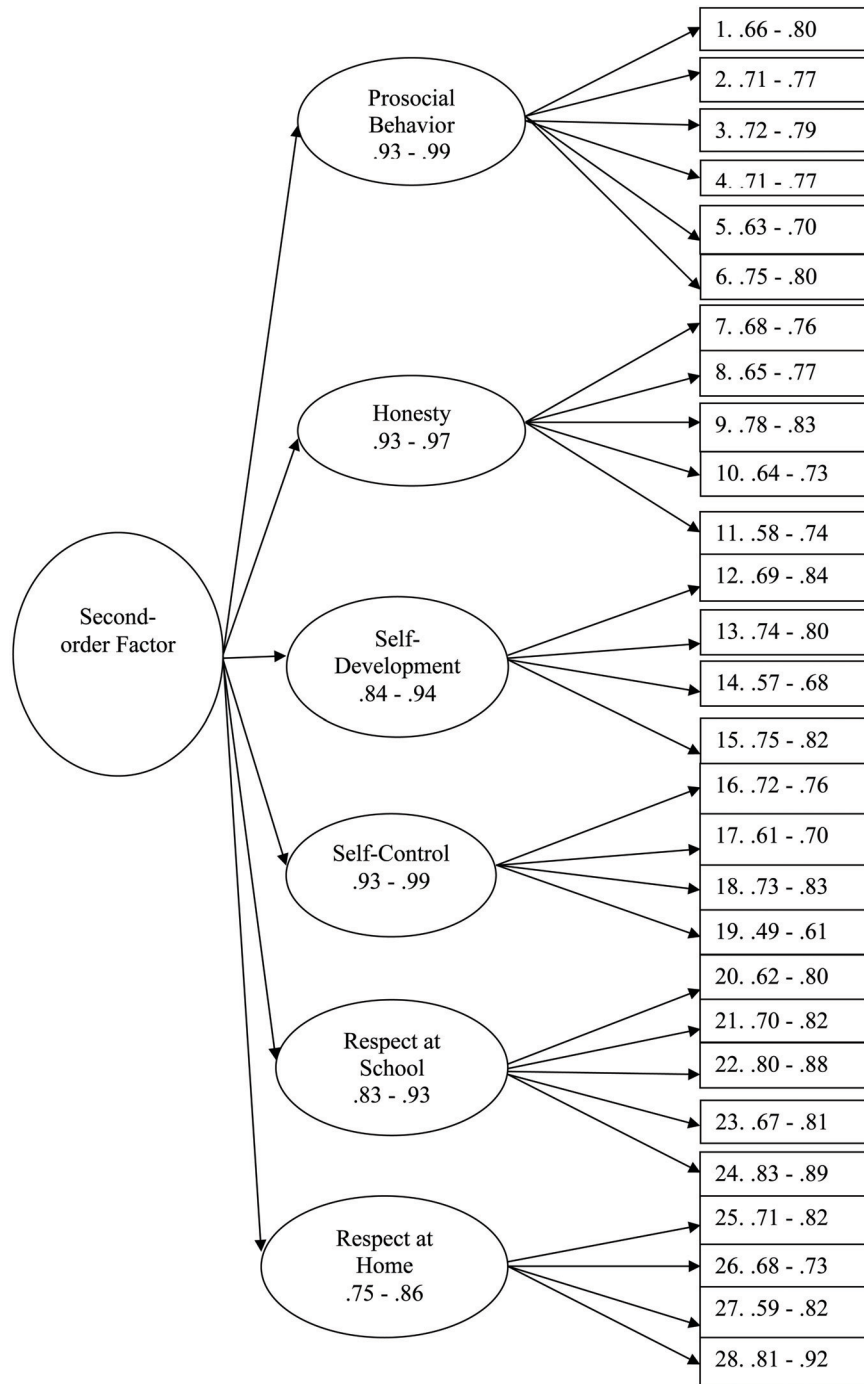 Prosocial
Behavior
.93 - .99
1. .66 - .80
2. .71 - .77
3. .72 - .79
4. .71 - .77
5. .63 - .70
6. .75 - .80
Honesty
.93 - .97
7. .68 - .76
8. .65 - .77
9. .78 - .83
10. .64 - .73
11. .58 - .74
Second-
order Factor
Self-
Development
.84 - .94
12. .69 - .84
13. .74 - .80
14. .57 - .68
15. .75 - .82
Self-Control
.93 - .99
16. .72 - .76
17. .61 - .70
18. .73 - .83
19. .49 - .61
Respect at
School
.83 - .93
20. .62 - .80
21. .70 - .82
22. .80 - .88
23. .67 - .81
24. .83 - .89
Respect at
Home
.75 - .86
25. .71 - .82
26. .68 - .73
27. .59 - .82
28. .81 - .92